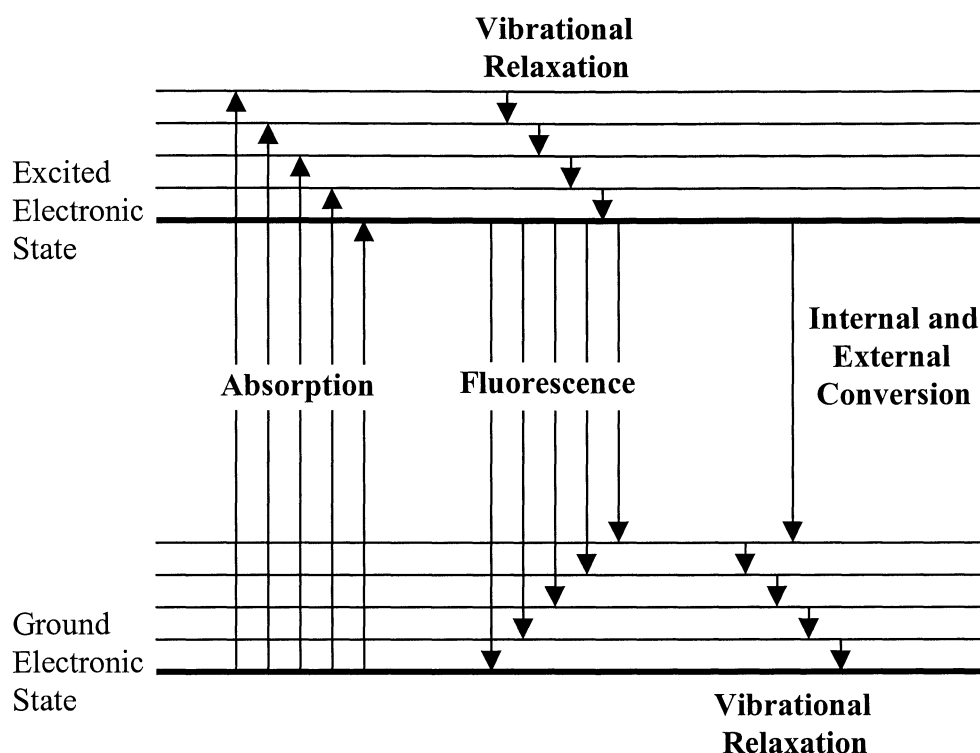 Vibrational
Relaxation
Excited
Electronic
State
Internal and
External
Conversion
Absorption
Fluorescence
Ground
Electronic
State
Vibrational
Relaxation